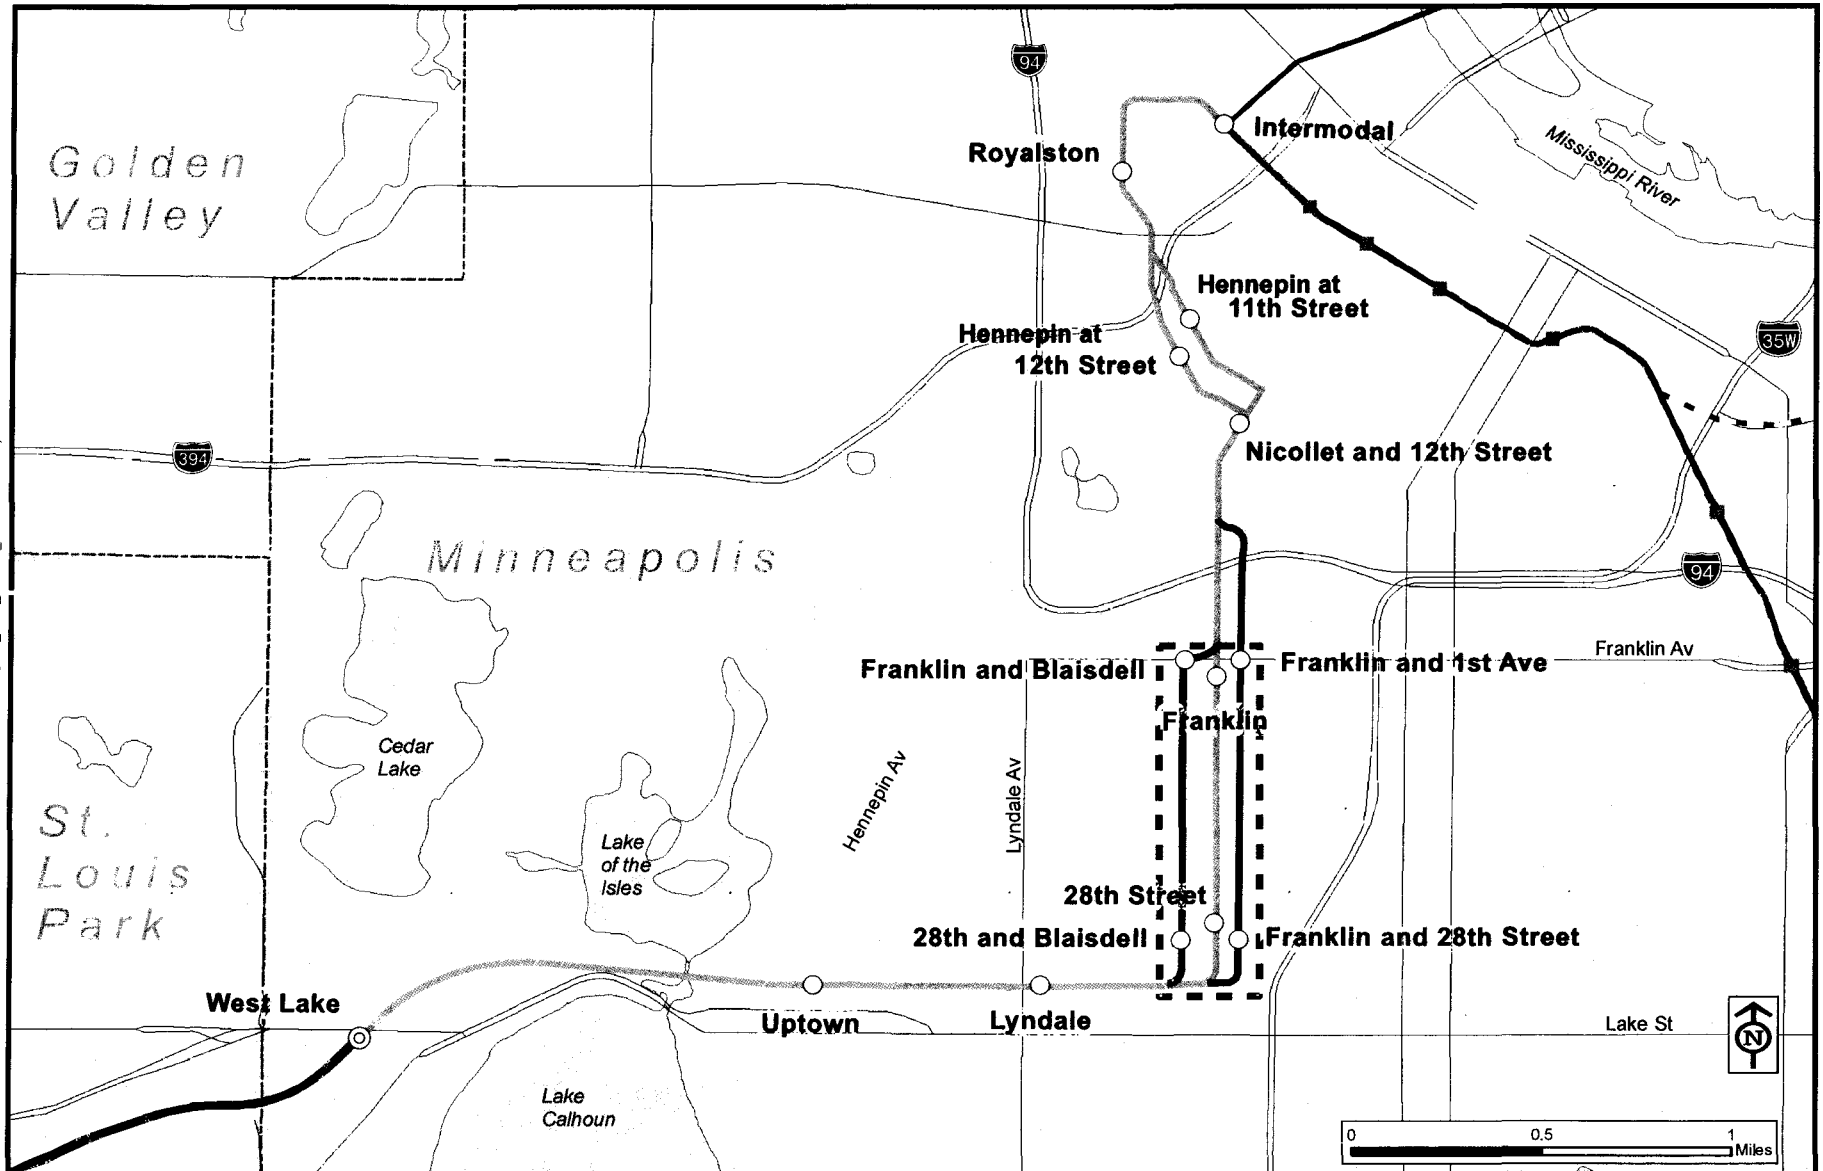 94
Intermodal
Mississippi River
Royalston
Golden
Valley
Hennepin at
11th Street
Hennepin at
12th Street
35W
394
Nicollet and 12th Street
Minneapolis
94
Franklin Av
Franklin and Blaisdell
Franklin and 1st Ave
Franklin
Cedar
Lake
Hennepin Av
Lyndale Av
St.
Louis
Park
Lake
of the
Isles
28th Street
28th and Blaisdell
Franklin and 28th Street
West Lake
Uptown
Lyndale
Lake St
N
Lake
Calhoun
0 0.5 1
Miles